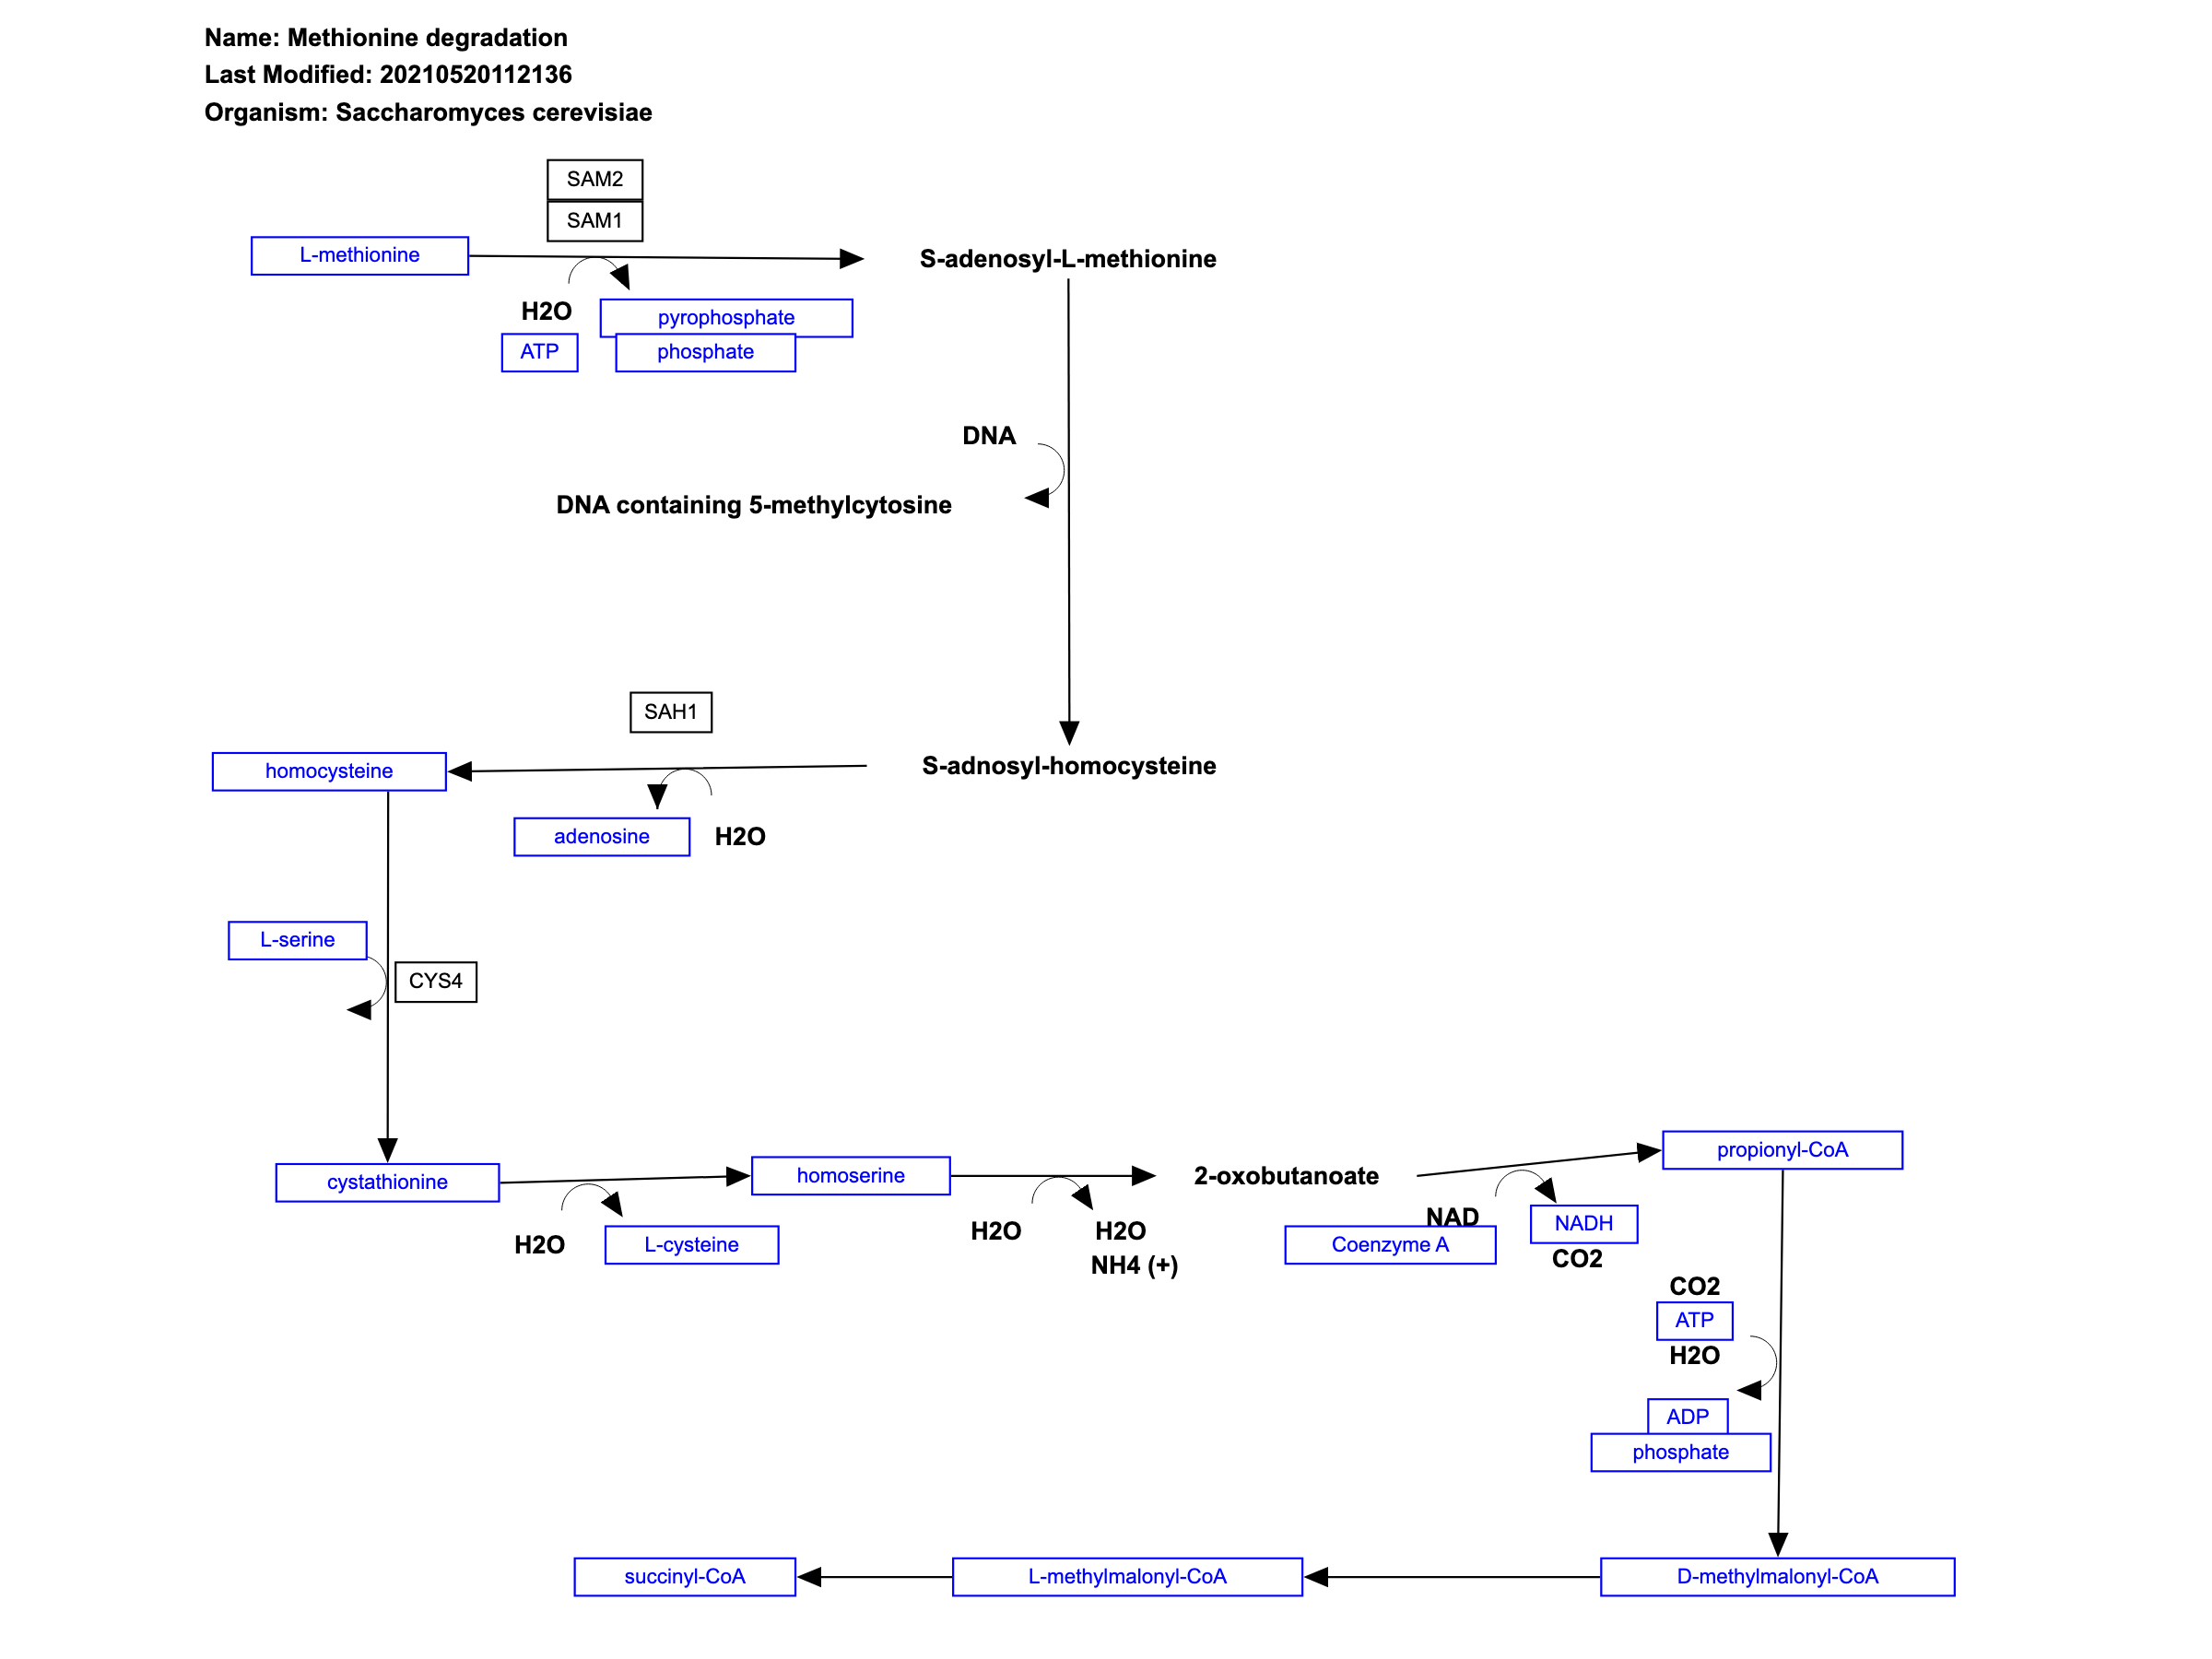 Name: Methionine degradation
Last Modified: 20210520112136
Organism: Saccharomyces cerevisiae
SAM2
SAM1
L-methionine
S-adenosyl-L-methionine
H2O
pyrophosphate
ATP
phosphate
DNA
DNA containing 5-methylcytosine
SAH1
homocysteine
S-adnosyl-homocysteine
adenosine
H2O
L-serine
CYS4
cystathionine
homoserine
2-oxobutanoate
propionyl-CoA
H2O
L-cysteine
H2O
H2O
NH4 (+)
NAD
Coenzyme A
NADH
CO2
CO2
ATP
H2O
ADP
phosphate
succinyl-CoA
L-methylmalonyl-CoA
D-methylmalonyl-CoA